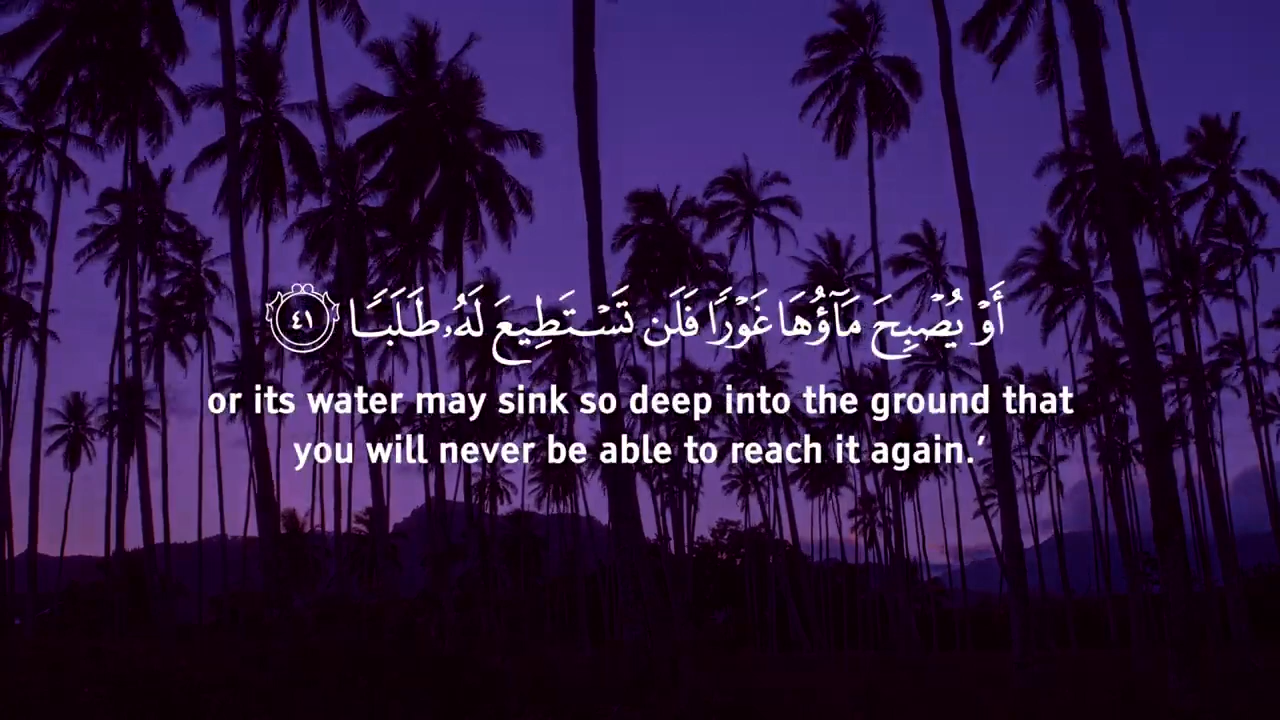 أَوْ يُصْبِحَ مَآؤُهَا غَوْرًا فَلَن تَسْتَطِيعَ لَهُۥ طَلَبًا ٤١
or its water may sink so deep into the ground that
you will never be able to reach it again.’